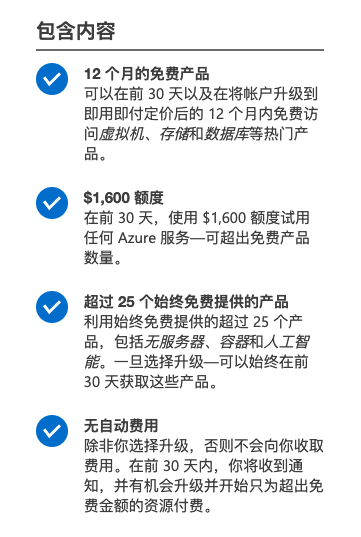 包含内容
12 个月的免费产品
可以在前 30 天以及在将帐户升级到
即用即付定价后的 12 个月内免费访
问虚拟机、存储和数据库等热门产
品。
$1,600 额度
在前 30 天，使用 $1,600 额度试用
任何 Azure 服务—可超出免费产品
数量。
超过 25 个始终免费提供的产品
利用始终免费提供的超过 25 个产
品，包括无服务器、容器和人工智
能。一旦选择升级—可以始终在前
30 天获取这些产品。
无自动费用
除非你选择升级，否则不会向你收取
费用。在前 30 天内，你将收到通
知，并有机会升级并开始只为超出免
费金额的资源付费。